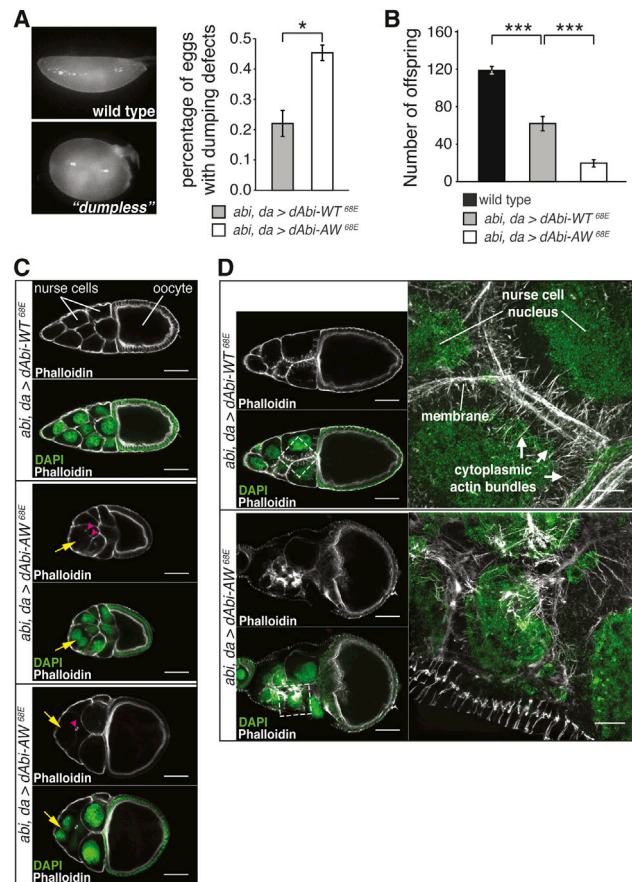 A
wild type
"dumpless"
percentage of eggs
with dumping defects
0.5
0.4
0.3
0.2
0.1
0.0
*
abi, da > dAbi-WT 68E
abi, da > dAbi-AW 68E
B
Number of offspring
160
120
80
40
0
***
***
wild type
abi, da > dAbi-WT 68E
abi, da > dAbi-AW 68E
C
abi, da > dAbi-WT 68E
nurse cells
oocyte
Phalloidin
DAPI
Phalloidin
abi, da > dAbi-AW 68E
Phalloidin
DAPI
Phalloidin
abi, da > dAbi-AW 68E
Phalloidin
DAPI
Phalloidin
D
abi, da > dAbi-WT 68E
Phalloidin
DAPI
Phalloidin
nurse cell
nucleus
membrane
cytoplasmic
actin bundles
abi, da > dAbi-AW 68E
Phalloidin
DAPI
Phalloidin